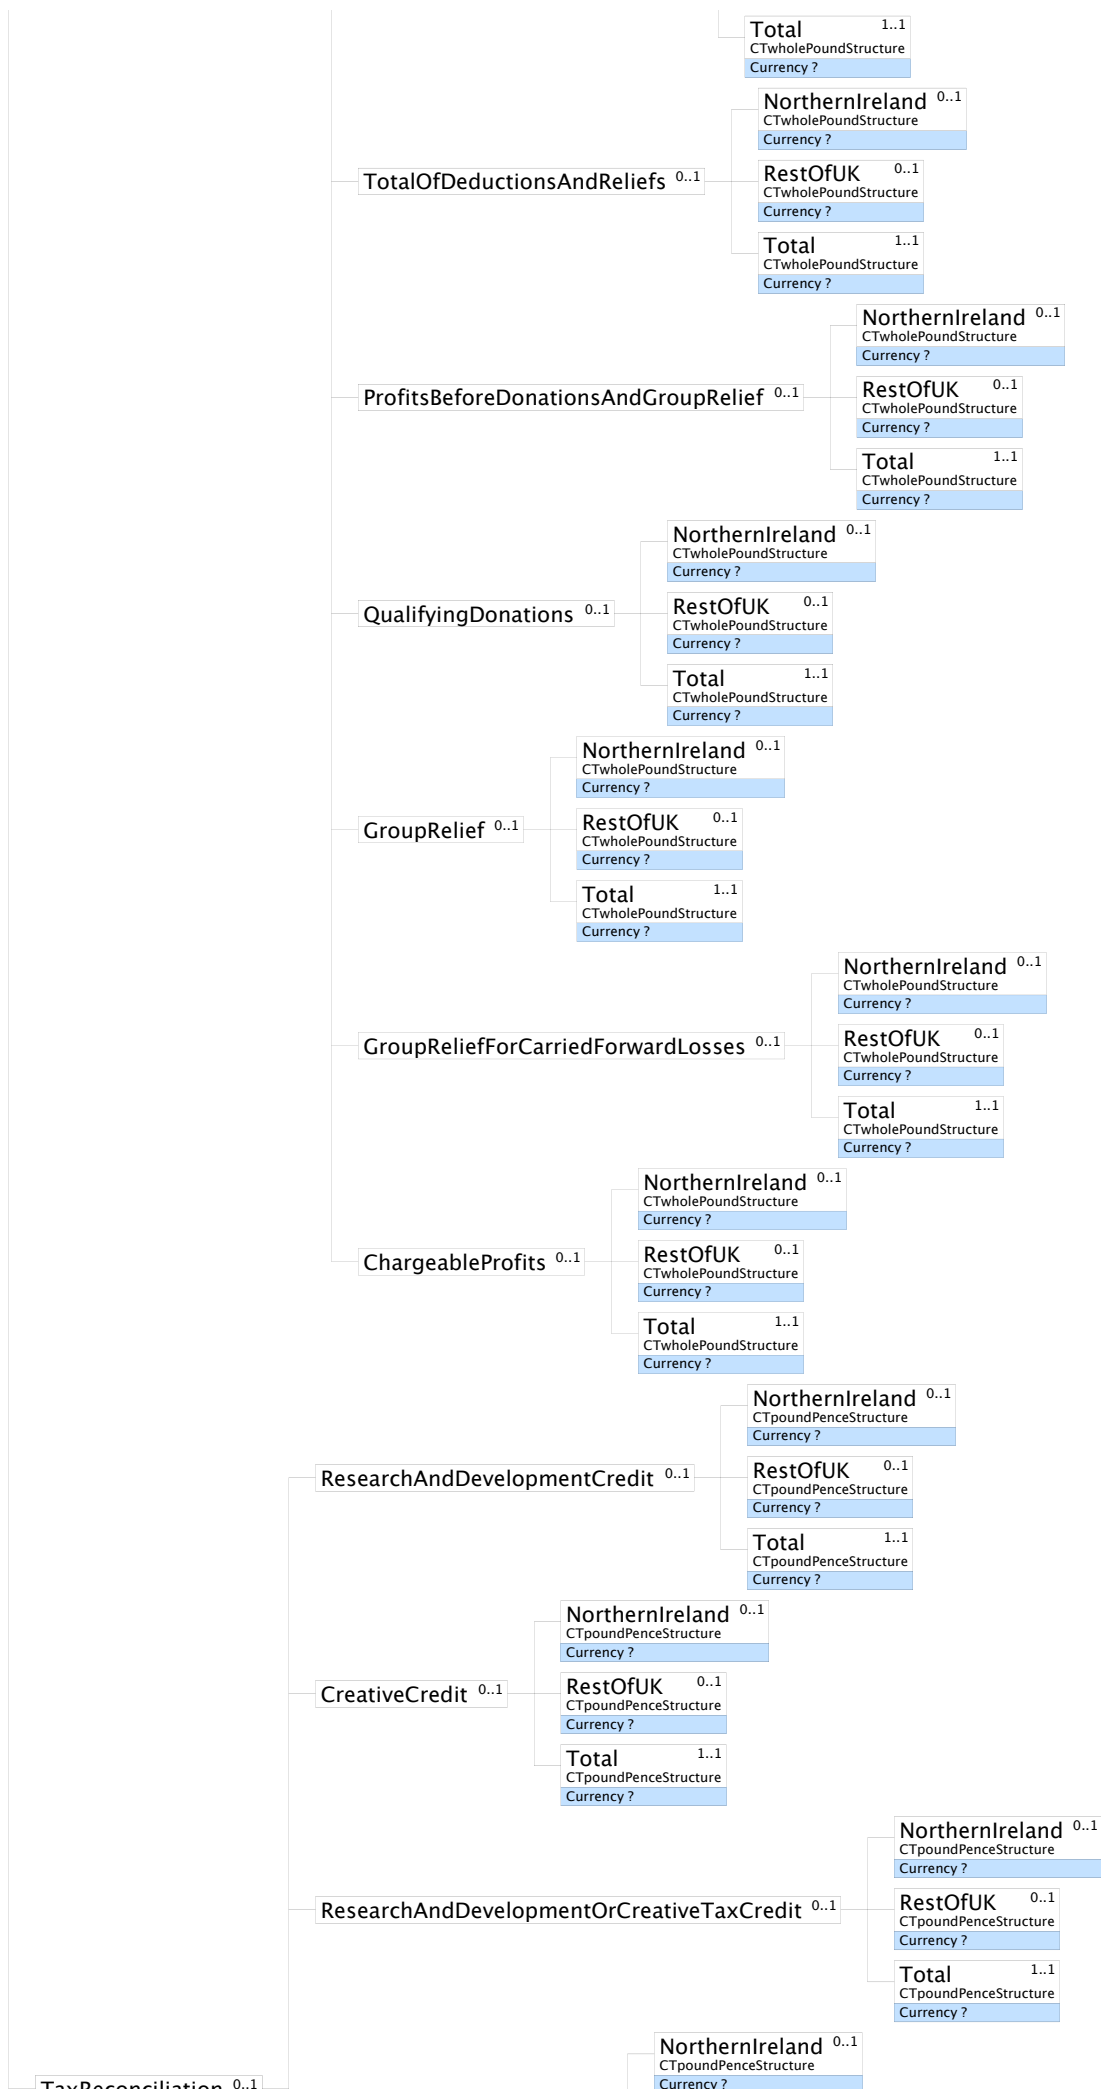 Total 1..1
CTwholePoundStructure
Currency ?
NorthernIreland 0..1
CTwholePoundStructure
Currency ?
TotalOfDeductionsAndReliefs 0..1
RestOfUK 0..1
CTwholePoundStructure
Currency ?
Total 1..1
CTwholePoundStructure
Currency ?
NorthernIreland 0..1
CTwholePoundStructure
Currency ?
ProfitsBeforeDonationsAndGroupRelief 0..1
RestOfUK 0..1
CTwholePoundStructure
Currency ?
Total 1..1
CTwholePoundStructure
Currency ?
NorthernIreland 0..1
CTwholePoundStructure
Currency ?
QualifyingDonations 0..1
RestOfUK 0..1
CTwholePoundStructure
Currency ?
Total 1..1
CTwholePoundStructure
Currency ?
NorthernIreland 0..1
CTwholePoundStructure
Currency ?
GroupRelief 0..1
RestOfUK 0..1
CTwholePoundStructure
Currency ?
Total 1..1
CTwholePoundStructure
Currency ?
NorthernIreland 0..1
CTwholePoundStructure
Currency ?
GroupReliefForCarriedForwardLosses 0..1
RestOfUK 0..1
CTwholePoundStructure
Currency ?
Total 1..1
CTwholePoundStructure
Currency ?
NorthernIreland 0..1
CTwholePoundStructure
Currency ?
ChargeableProfits 0..1
RestOfUK 0..1
CTwholePoundStructure
Currency ?
Total 1..1
CTwholePoundStructure
Currency ?
NorthernIreland 0..1
CTpoundPenceStructure
Currency ?
ResearchAndDevelopmentCredit 0..1
RestOfUK 0..1
CTpoundPenceStructure
Currency ?
Total 1..1
CTpoundPenceStructure
Currency ?
NorthernIreland 0..1
CTpoundPenceStructure
Currency ?
CreativeCredit 0..1
RestOfUK 0..1
CTpoundPenceStructure
Currency ?
Total 1..1
CTpoundPenceStructure
Currency ?
NorthernIreland 0..1
CTpoundPenceStructure
Currency ?
ResearchAndDevelopmentOrCreativeTaxCredit 0..1
RestOfUK 0..1
CTpoundPenceStructure
Currency ?
Total 1..1
CTpoundPenceStructure
Currency ?
NorthernIreland 0..1
CTpoundPenceStructure
Currency ?
TaxReconciliation 0..1